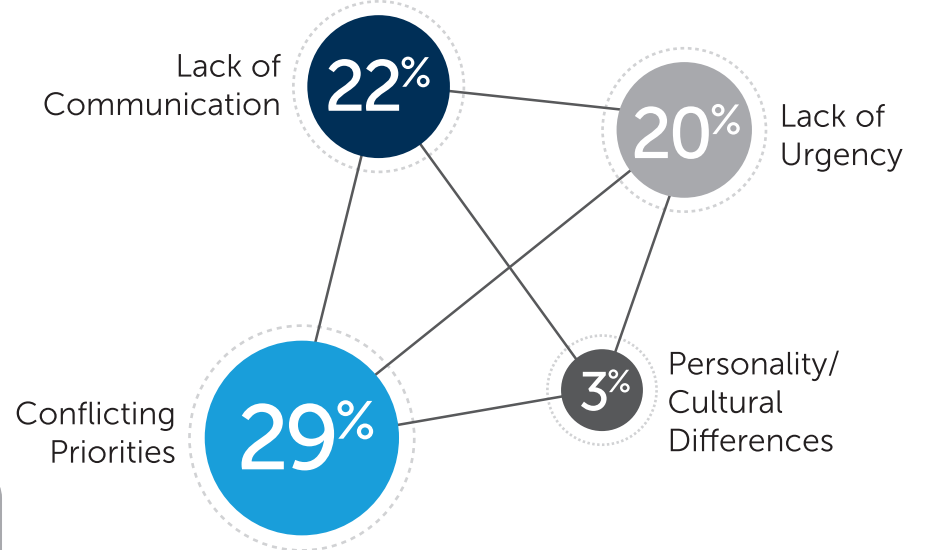 Lack of
Communication
22%
20%
Lack of
Urgency
Conflicting
Priorities
29%
3%
Personality/
Cultural
Differences